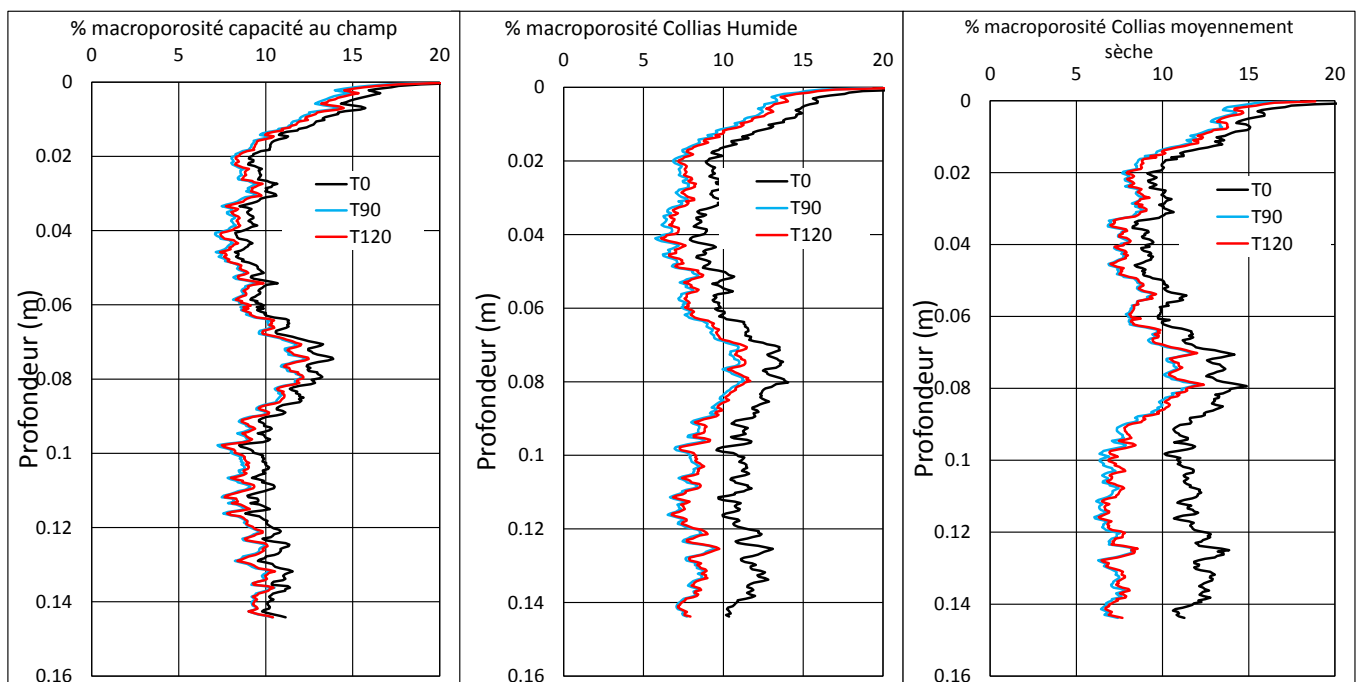 % macroporosité capacité au champ
0 5 10 15 20
0
0.02
0.04
0.06
0.08
0.1
0.12
0.14
0.16
Profondeur (m)
T0
T90
T120
% macroporosité Collias Humide
0 5 10 15 20
0
0.02
0.04
0.06
0.08
0.1
0.12
0.14
0.16
Profondeur (m)
T0
T90
T120
% macroporosité Collias moyennement
sèche
0 5 10 15 20
0
0.02
0.04
0.06
0.08
0.1
0.12
0.14
0.16
Profondeur (m)
T0
T90
T120